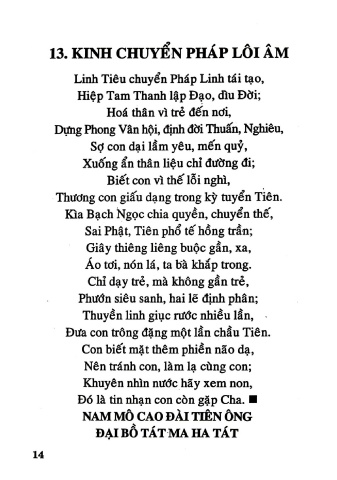 13. KINH CHUYỂN PHÁP LÔI ÂM
Linh Tiêu chuyển Pháp Linh tái tạo,
Hiệp Tam Thanh lập Đạo, dìu Đời;
Hoá thân vì trẻ đến nơi,
Dựng Phong Vân hội, định đời Thuấn, Nghiêu,
Sợ con dại lầm yêu, mến quỷ,
Xuống ẩn thân liệu chỉ đường đi;
Biết con vì thế lỗi nghì,
Thương con giấu dạng trong kỳ tuyển Tiên.
Kìa Bạch Ngọc chia quyền, chuyển thế,
Sai Phật, Tiên phổ tế hồng trần;
Giây thiêng liêng buộc gần, xa,
Áo tơi, nón lá, ta bà khắp trong.
Chỉ dạy trẻ, mà không gần trẻ,
Phướn siêu sanh, hai lẽ định phân;
Thuyền linh giục rước nhiều lần,
Đưa con trông đặng một lần chầu Tiên.
Con biết mặt thêm phiền não dạ,
Nên tránh con, làm lạ cùng con;
Khuyên nhìn nước hãy xem non,
Đó là tin nhạn con còn gặp Cha. ■
NAM MÔ CAO ĐÀI TIÊN ÔNG
ĐẠI BỒ TÁT MA HA TÁT
14